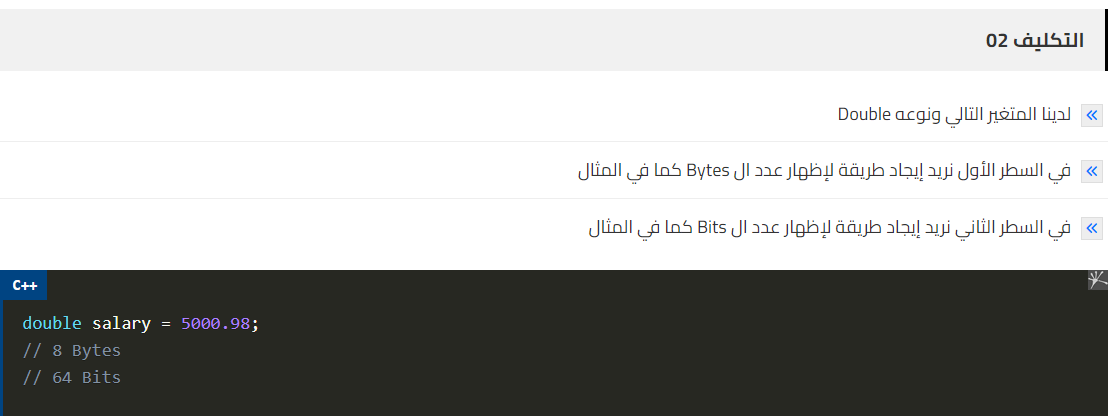 التكليف 02
لدينا المتغير التالي ونوعه Double
في السطر الأول نريد إيجاد طريقة لإظهار عدد ال Bytes كما في المثال
في السطر الثاني نريد إيجاد طريقة لإظهار عدد ال Bits كما في المثال
C++
double salary = 5000.98;
// 8 Bytes
// 64 Bits